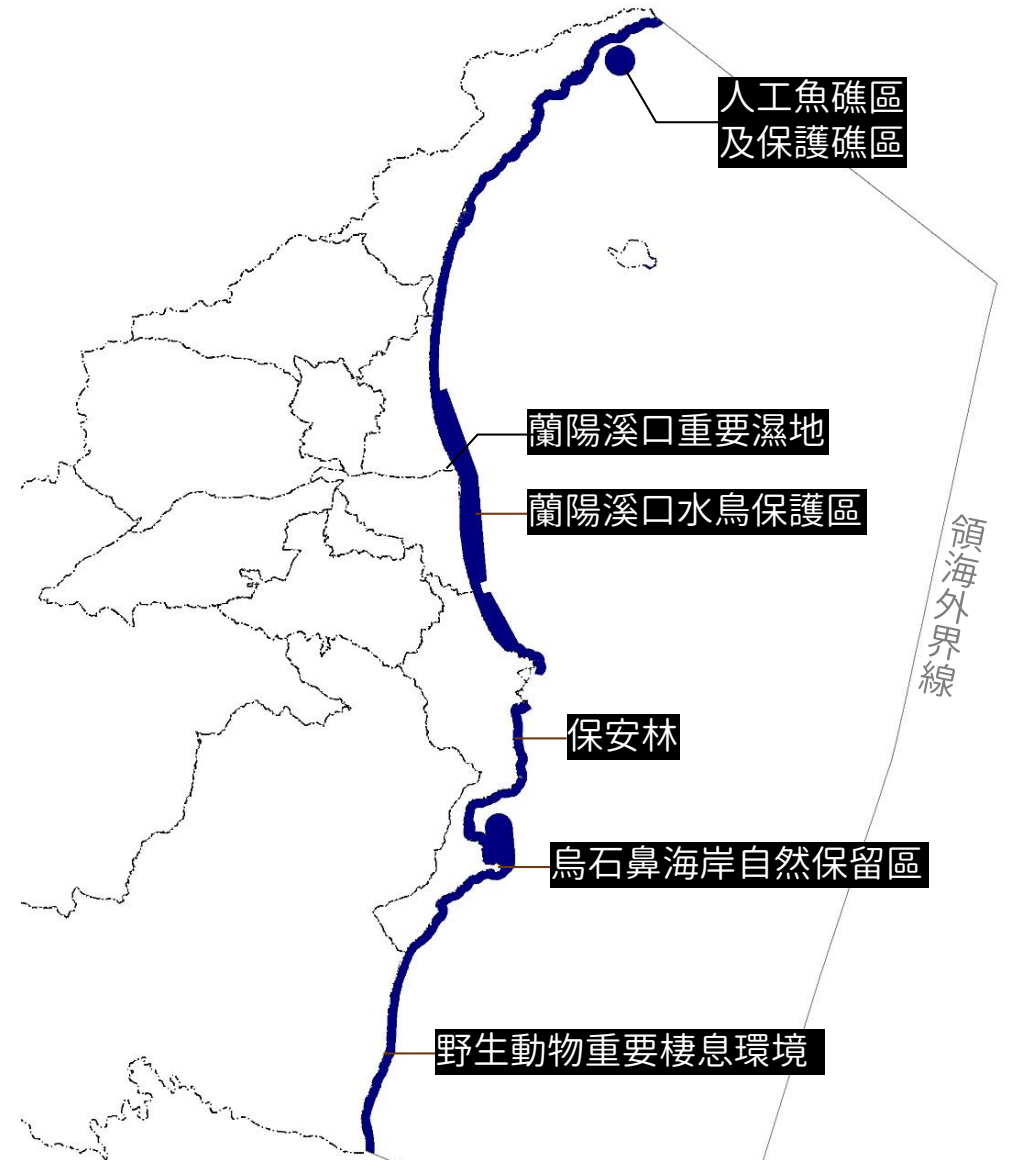 人工魚礁區
及保護礁區
蘭陽溪口重要濕地
蘭陽溪口水鳥保護區
領海外界線
保安林
烏石鼻海岸自然保留區
野生動物重要棲息環境